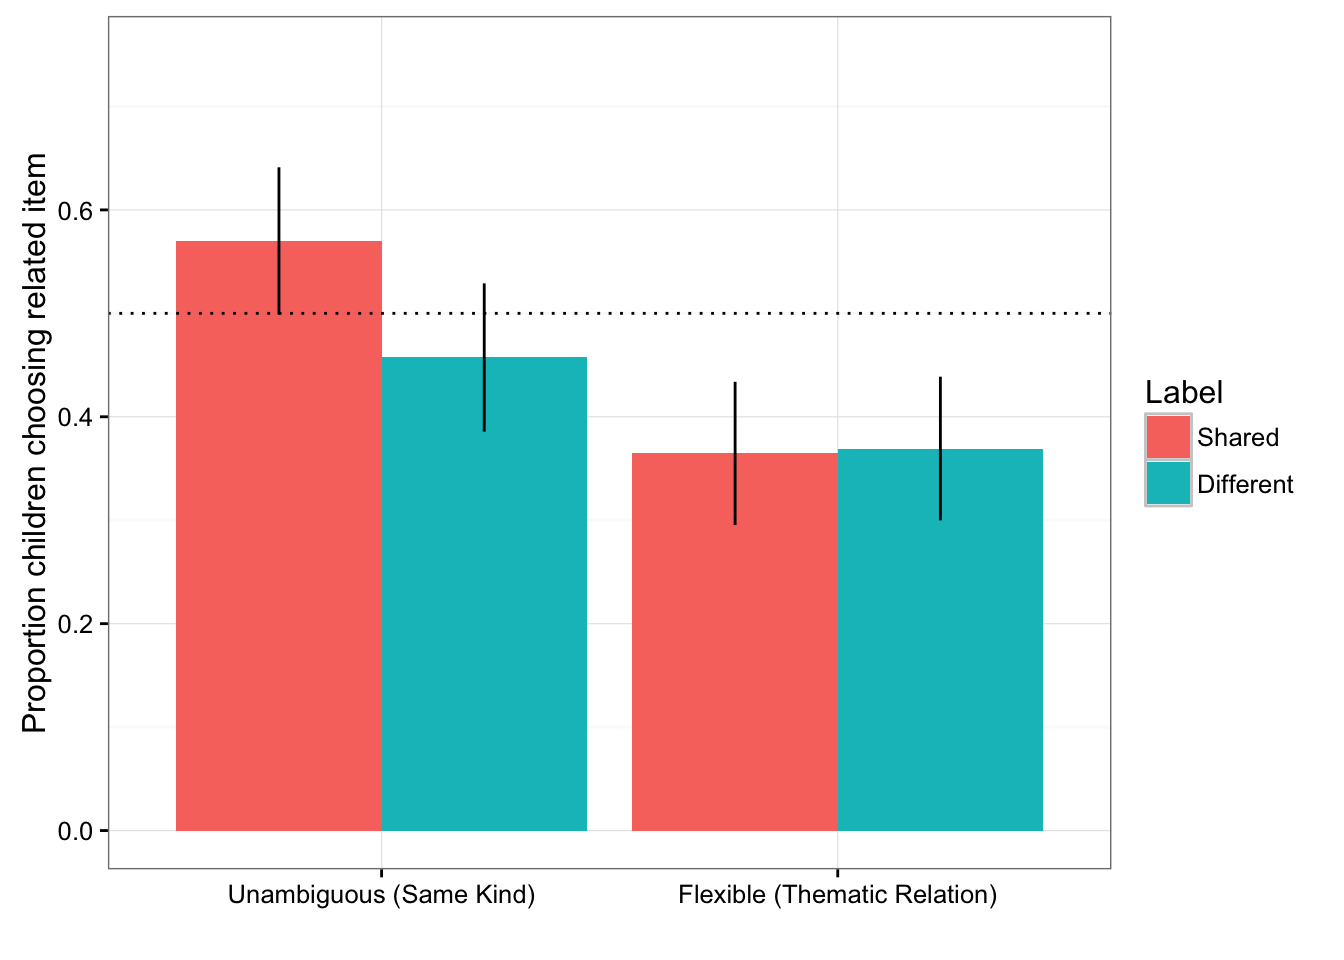 Proportion children choosing related item
0.6
0.4
0.2
0.0
Unambiguous (Same Kind)
Flexible (Thematic Relation)
Label
Shared
Different